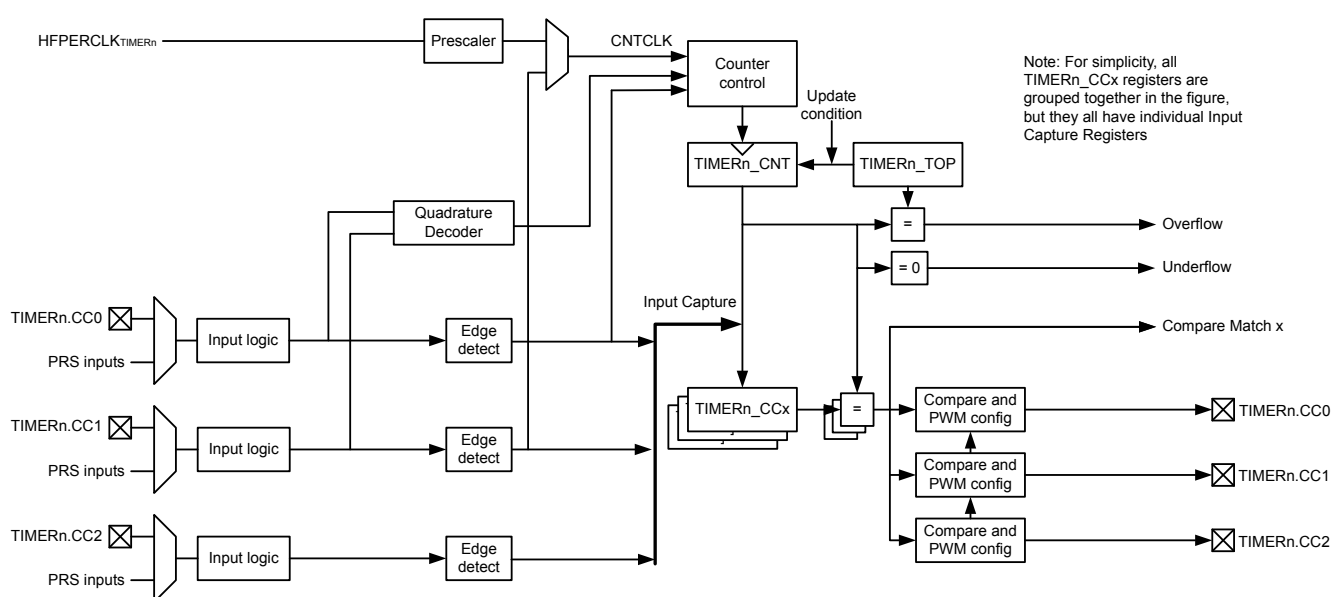 HFPERCLKTIMERn
Prescaler
CNTCLK
Counter
control
Note: For simplicity, all
TIMERn_CCx registers are
grouped together in the figure,
but they all have individual Input
Capture Registers
Update
condition
TIMERn_CNT
TIMERn_TOP
Quadrature
Decoder
=
Overflow
= 0
Underflow
Input Capture
TIMERn.CC0
PRS inputs
Input logic
Edge
detect
Compare Match x
TIMERn_CCx
=
Compare and
PWM config
TIMERn.CC0
TIMERn.CC1
PRS inputs
Input logic
Edge
detect
Compare and
PWM config
TIMERn.CC1
TIMERn.CC2
PRS inputs
Input logic
Edge
detect
Compare and
PWM config
TIMERn.CC2